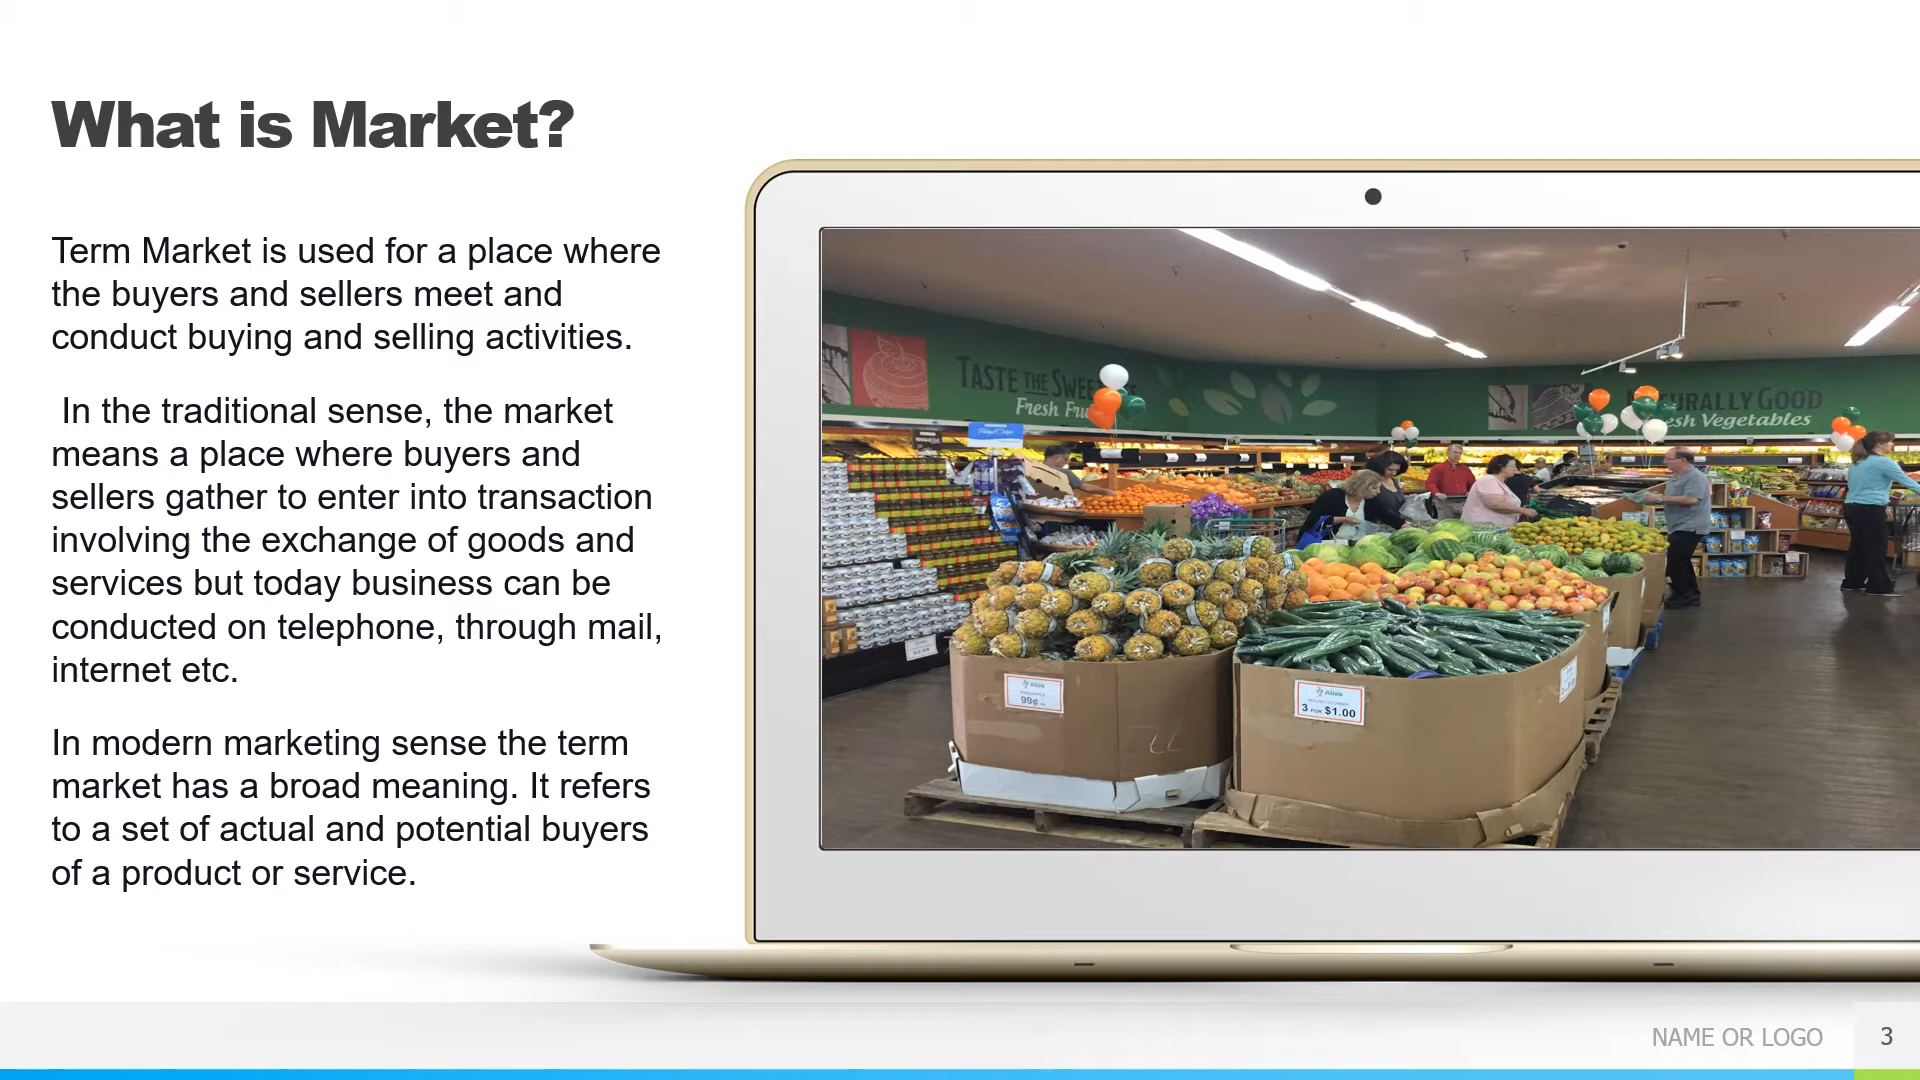 What is Market?
Term Market is used for a place where
the buyers and sellers meet and
conduct buying and selling activities.
In the traditional sense, the market
means a place where buyers and
sellers gather to enter into transaction
involving the exchange of goods and
services but today business can be
conducted on telephone, through mail,
internet etc.
In modern marketing sense the term
market has a broad meaning. It refers
to a set of actual and potential buyers
of a product or service.
TASTE THE
Fresh
GOOD
Vegetables
Atlas
99¢
Atlas
3 FOR $1.00
NAME OR LOGO
3